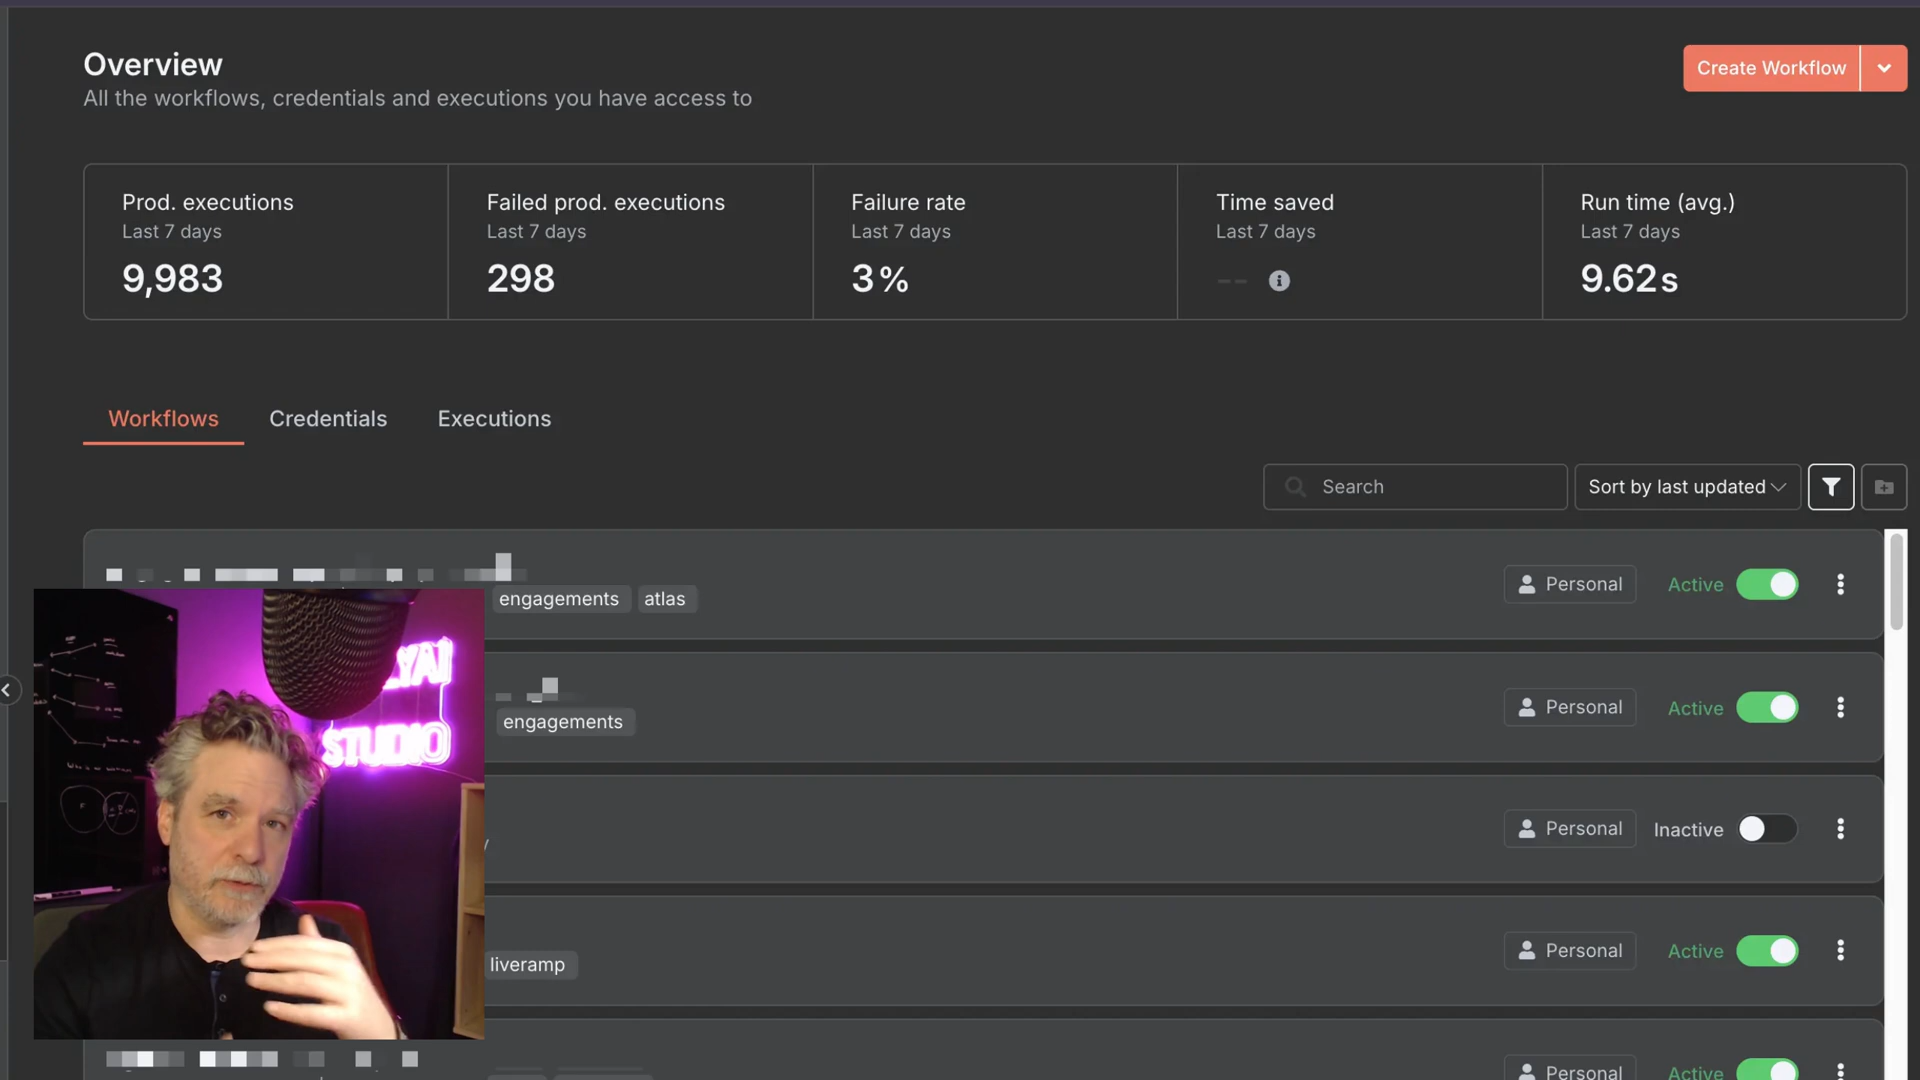 Overview
All the workflows, credentials and executions you have access to
Create Workflow
Prod. executions
Last 7 days
9,983
Failed prod. executions
Last 7 days
298
Failure rate
Last 7 days
3%
Time saved
Last 7 days
--
Run time (avg.)
Last 7 days
9.62s
Workflows Credentials Executions
Search
Sort by last updated
engagements atlas
Personal
Active
engagements
Personal
Active
Personal
Inactive
liveramp
Personal
Active
Personal
Active
STUDIO